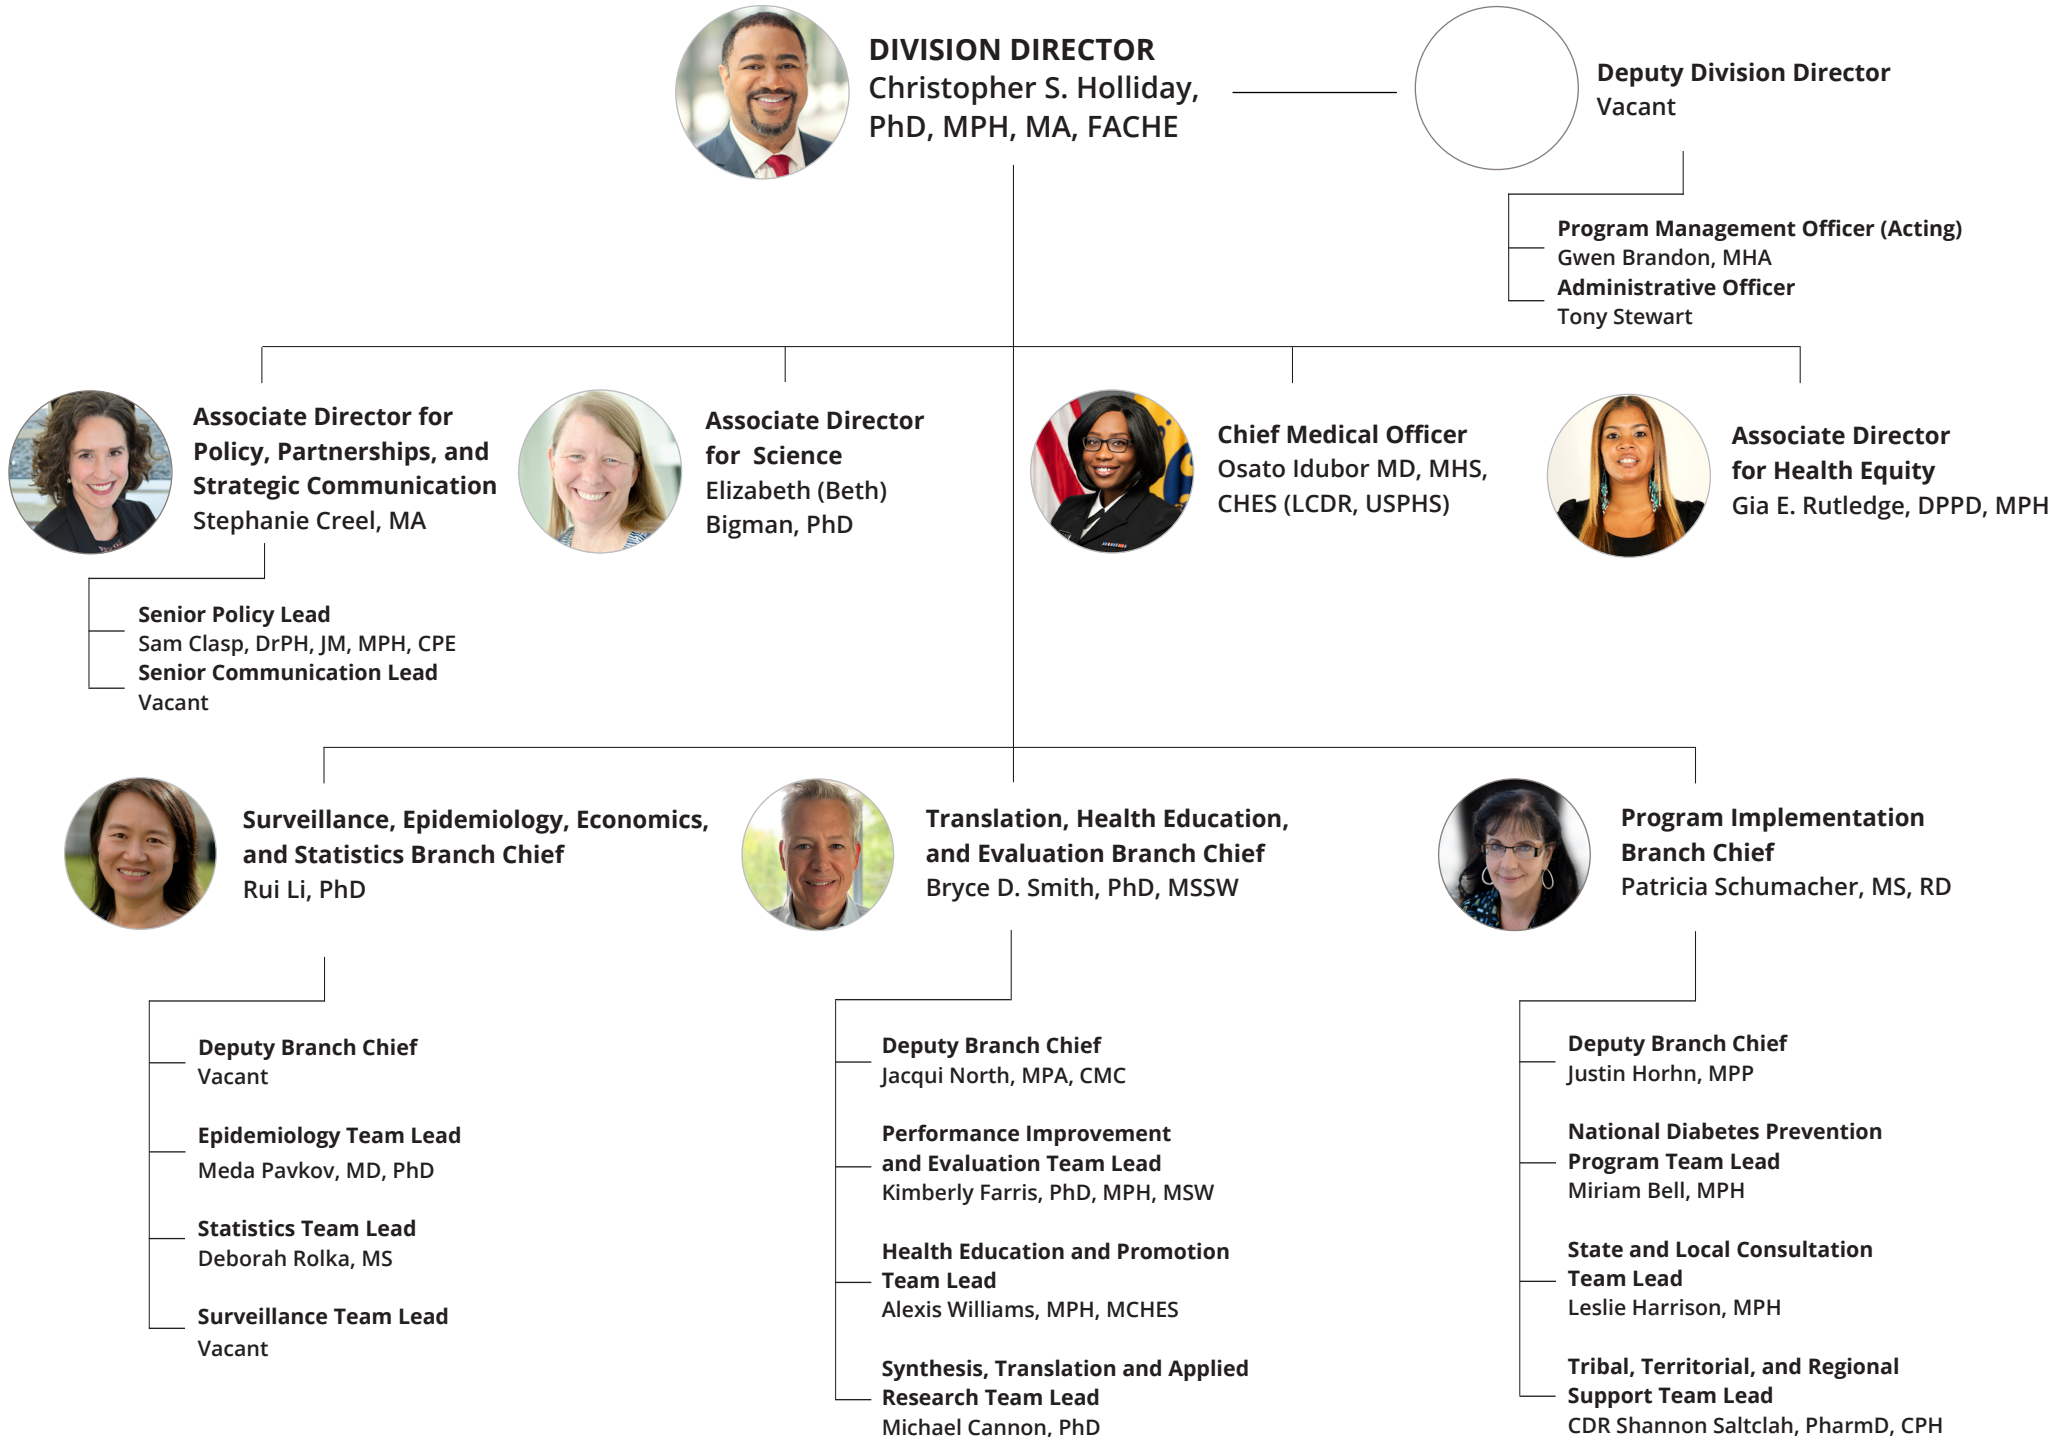 DIVISION DIRECTOR
Christopher S. Holliday,
PhD, MPH, MA, FACHE
Deputy Division Director
Vacant
Program Management Officer (Acting)
Gwen Brandon, MHA
Administrative Officer
Tony Stewart
Associate Director for
Policy, Partnerships, and
Strategic Communication
Stephanie Creel, MA
Associate Director
for Science
Elizabeth (Beth)
Bigman, PhD
Chief Medical Officer
Osato Idubor MD, MHS,
CHES (LCDR, USPHS)
Associate Director
for Health Equity
Gia E. Rutledge, DPPD, MPH
Senior Policy Lead
Sam Clasp, DrPH, JM, MPH, CPE
Senior Communication Lead
Vacant
Surveillance, Epidemiology, Economics,
and Statistics Branch Chief
Rui Li, PhD
Translation, Health Education,
and Evaluation Branch Chief
Bryce D. Smith, PhD, MSSW
Program Implementation
Branch Chief
Patricia Schumacher, MS, RD
Deputy Branch Chief
Vacant
Epidemiology Team Lead
Meda Pavkov, MD, PhD
Statistics Team Lead
Deborah Rolka, MS
Surveillance Team Lead
Vacant
Deputy Branch Chief
Jacqui North, MPA, CMC
Performance Improvement
and Evaluation Team Lead
Kimberly Farris, PhD, MPH, MSW
Health Education and Promotion
Team Lead
Alexis Williams, MPH, MCHES
Synthesis, Translation and Applied
Research Team Lead
Michael Cannon, PhD
Deputy Branch Chief
Justin Horhn, MPP
National Diabetes Prevention
Program Team Lead
Miriam Bell, MPH
State and Local Consultation
Team Lead
Leslie Harrison, MPH
Tribal, Territorial, and Regional
Support Team Lead
CDR Shannon Saltclah, PharmD, CPH